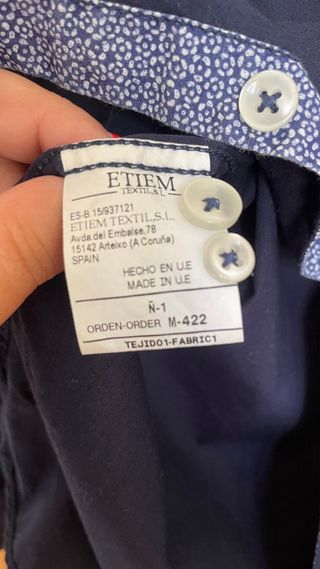 ETIEM
TEXTIL,S.L.
ES-B.15/937121
ETIEM TEXTIL,S.L,
Avda.del Embalse,78
15142 Arteixo (A Coruña)
SPAIN
HECHO EN U.E
MADE IN U.E
Ñ-1
ORDEN-ORDER M-422
TEJIDO1-FABRIC1